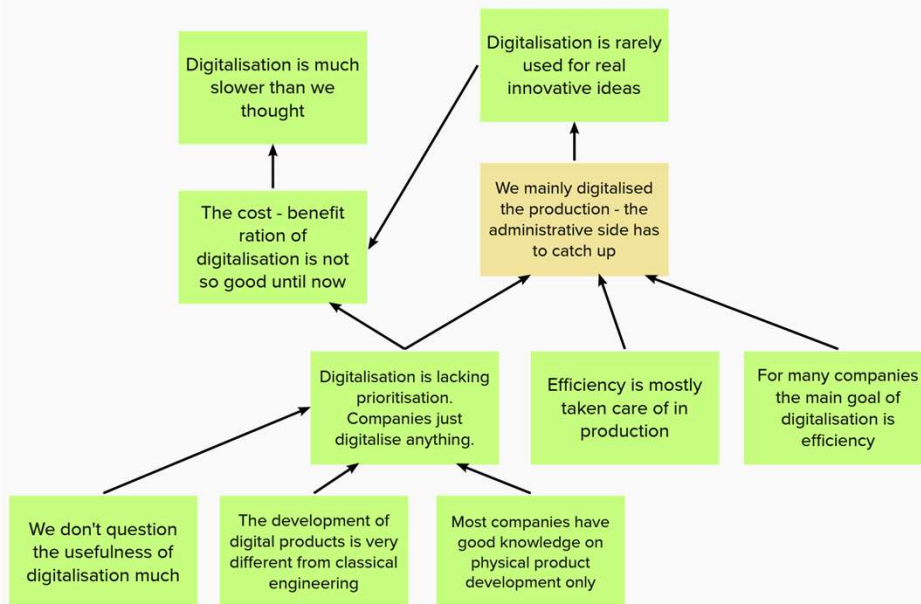 Digitalisation is much
slower than we
thought
Digitalisation is rarely
used for real
innovative ideas
The cost - benefit
ration of
digitalisation is not
so good until now
We mainly digitalised
the production - the
administrative side has
to catch up
Digitalisation is lacking
prioritisation.
Companies just
digitalise anything.
Efficiency is mostly
taken care of in
production
For many companies
the main goal of
digitalisation is
efficiency
We don't question
the usefulness of
digitalisation much
The development of
digital products is very
different from classical
engineering
Most companies have
good knowledge on
physical product
development only